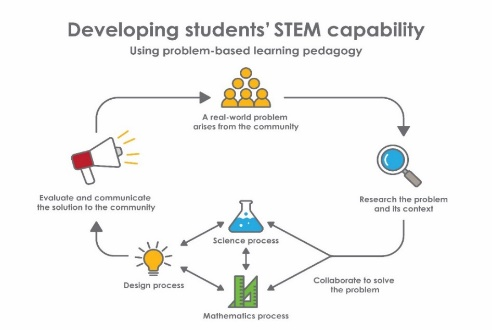 Developing students' STEM capability
Using problem-based learning pedagogy
A real-world problem
arises from the community
Research the problem
and its context
Collaborate to solve
the problem
Science process
Mathematics process
Design process
Evaluate and communicate
the solution to the community